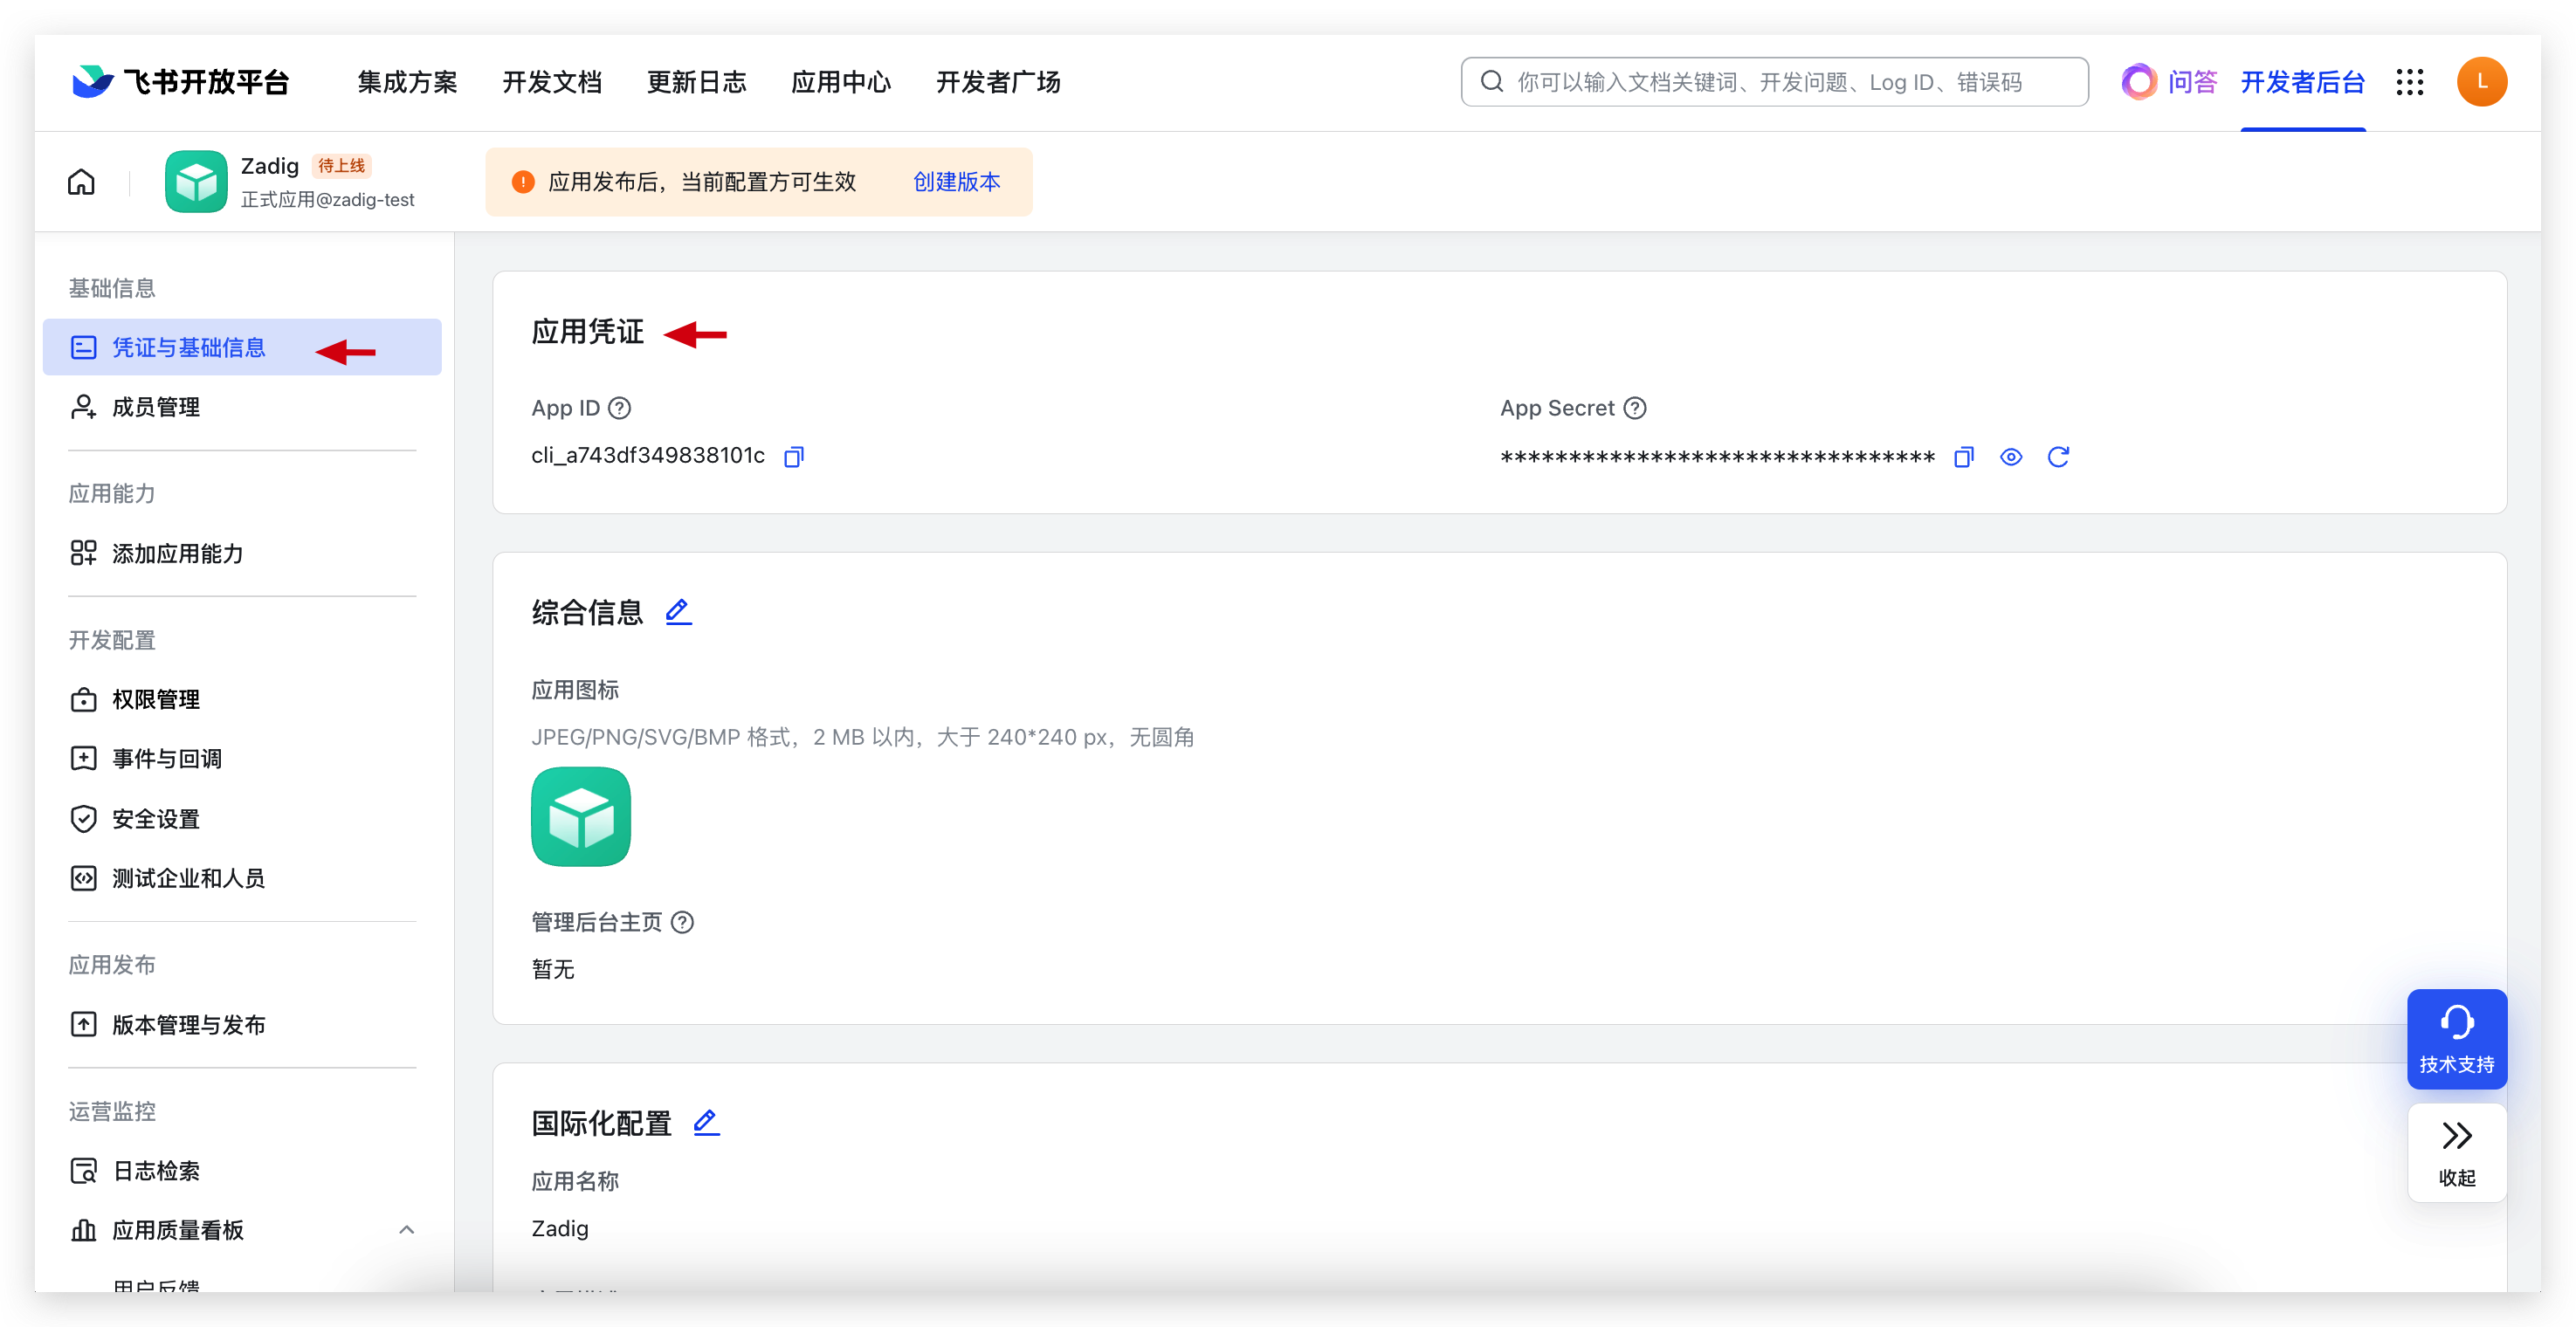 飞书开放平台 集成方案 开发文档 更新日志 应用中心 开发者广场 你可以输入文档关键词、开发问题、Log ID、错误码 问答 开发者后台 L
Zadig 待上线
正式应用@zadig-test
应用发布后，当前配置方可生效 创建版本
基础信息
凭证与基础信息
成员管理
应用能力
添加应用能力
开发配置
权限管理
事件与回调
安全设置
测试企业和人员
应用发布
版本管理与发布
运营监控
日志检索
应用质量看板
用户反馈
应用凭证
App ID
cli_a743df349838101c
App Secret
********************************
综合信息
应用图标
JPEG/PNG/SVG/BMP 格式，2 MB 以内，大于 240*240 px，无圆角
管理后台主页
暂无
国际化配置
应用名称
Zadig
技术支持
收起